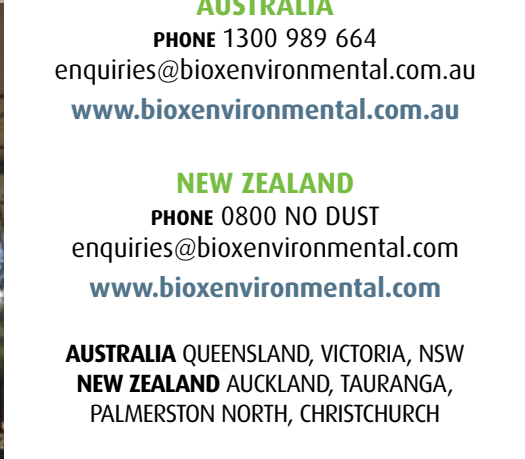 AUSTRALIA
PHONE 1300 989 664
enquiries@bioxenvironmental.com.au
www.bioxenvironmental.com.au
NEW ZEALAND
PHONE 0800 NO DUST
enquiries@bioxenvironmental.com
www.bioxenvironmental.com
AUSTRALIA QUEENSLAND, VICTORIA, NSW
NEW ZEALAND AUCKLAND, TAURANGA,
PALMERSTON NORTH, CHRISTCHURCH